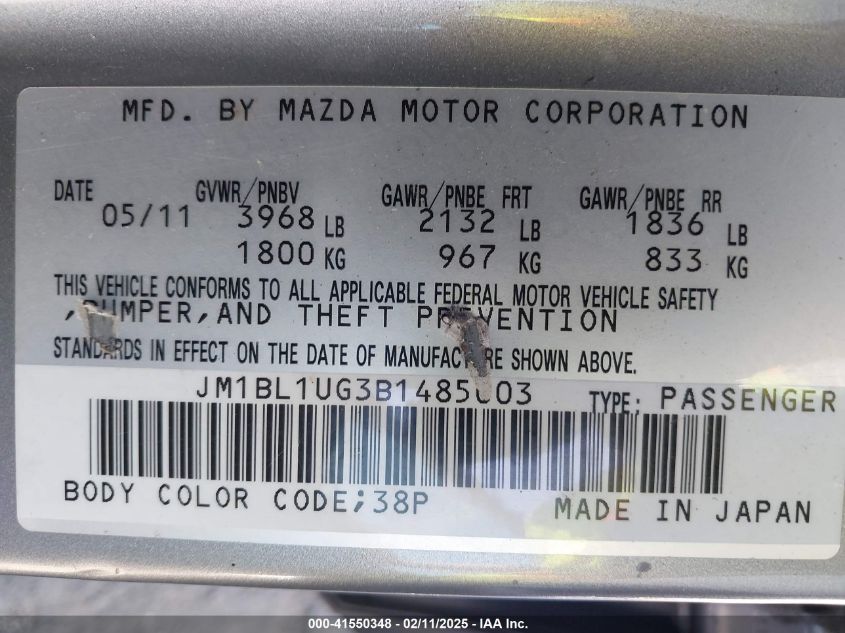 MFD. BY MAZDA MOTOR CORPORATION
DATE GVWR/PNBV GAWR/PNBE FRT GAWR/PNBE RR
05/11 3968 LB 2132 LB 1836 LB
1800 KG 967 KG 833 KG
THIS VEHICLE CONFORMS TO ALL APPLICABLE FEDERAL MOTOR VEHICLE SAFETY
,BUMPER,AND THEFT PREVENTION
STANDARDS IN EFFECT ON THE DATE OF MANUFACTURE SHOWN ABOVE.
JM1BL1UG3B1485003 TYPE: PASSENGER
BODY COLOR CODE;38P MADE IN JAPAN
000-41550348 - 02/11/2025 - IAA Inc.